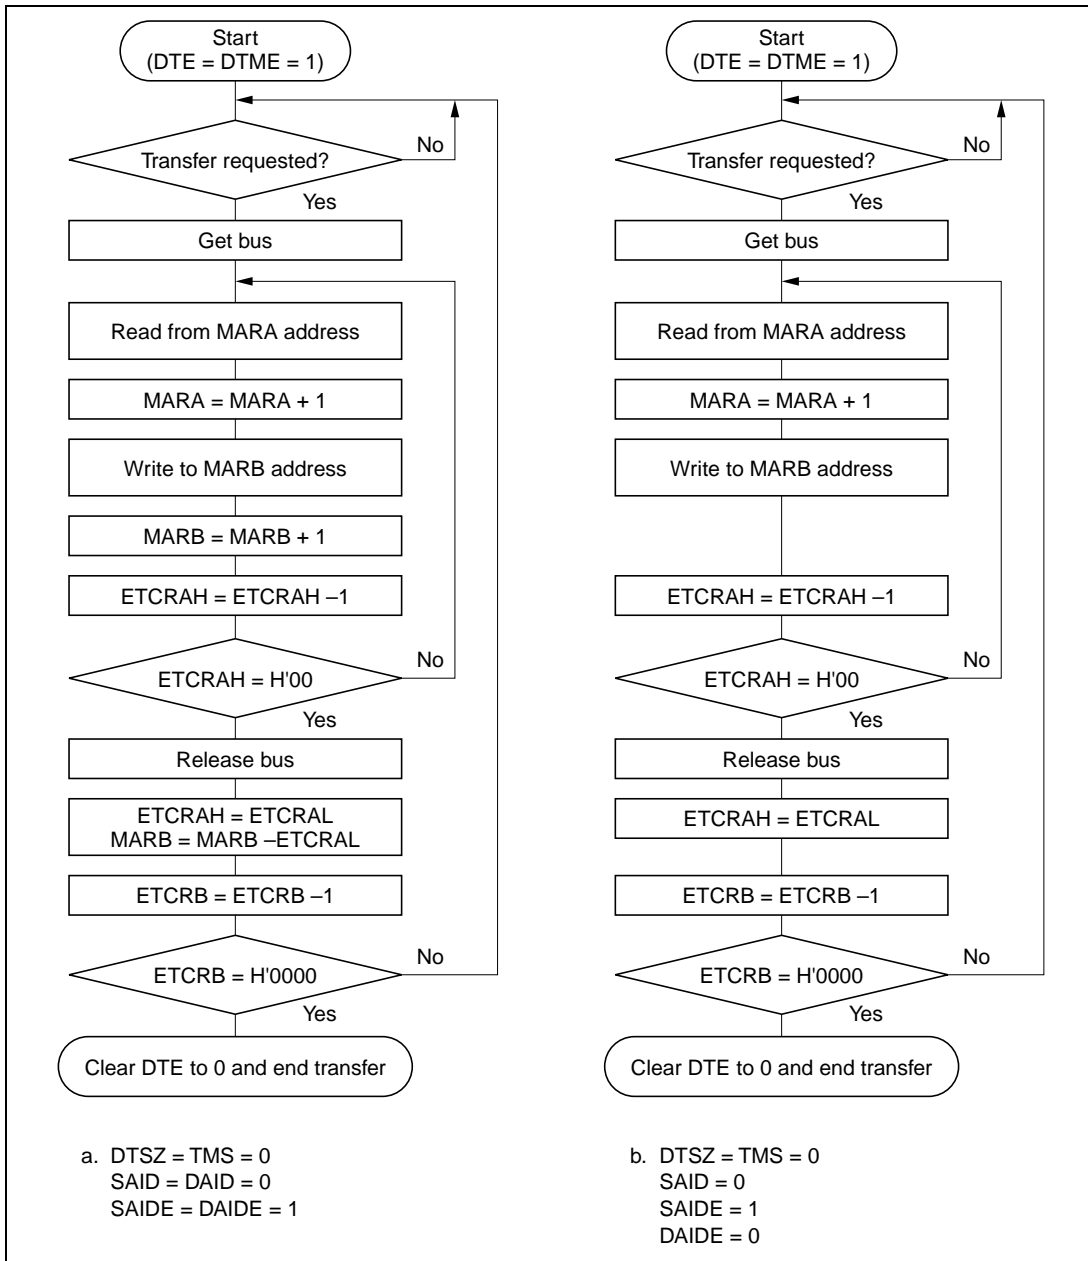 Start
(DTE = DTME = 1)
Transfer requested?
No
Yes
Get bus
Read from MARA address
MARA = MARA + 1
Write to MARB address
MARB = MARB + 1
ETCRAH = ETCRAH –1
No
ETCRAH = H'00
Yes
Release bus
ETCRAH = ETCRAL
MARB = MARB –ETCRAL
ETCRB = ETCRB –1
No
ETCRB = H'0000
Yes
Clear DTE to 0 and end transfer
a. DTSZ = TMS = 0
SAID = DAID = 0
SAIDE = DAIDE = 1
Start
(DTE = DTME = 1)
Transfer requested?
No
Yes
Get bus
Read from MARA address
MARA = MARA + 1
Write to MARB address
ETCRAH = ETCRAH –1
No
ETCRAH = H'00
Yes
Release bus
ETCRAH = ETCRAL
ETCRB = ETCRB –1
No
ETCRB = H'0000
Yes
Clear DTE to 0 and end transfer
b. DTSZ = TMS = 0
SAID = 0
SAIDE = 1
DAIDE = 0